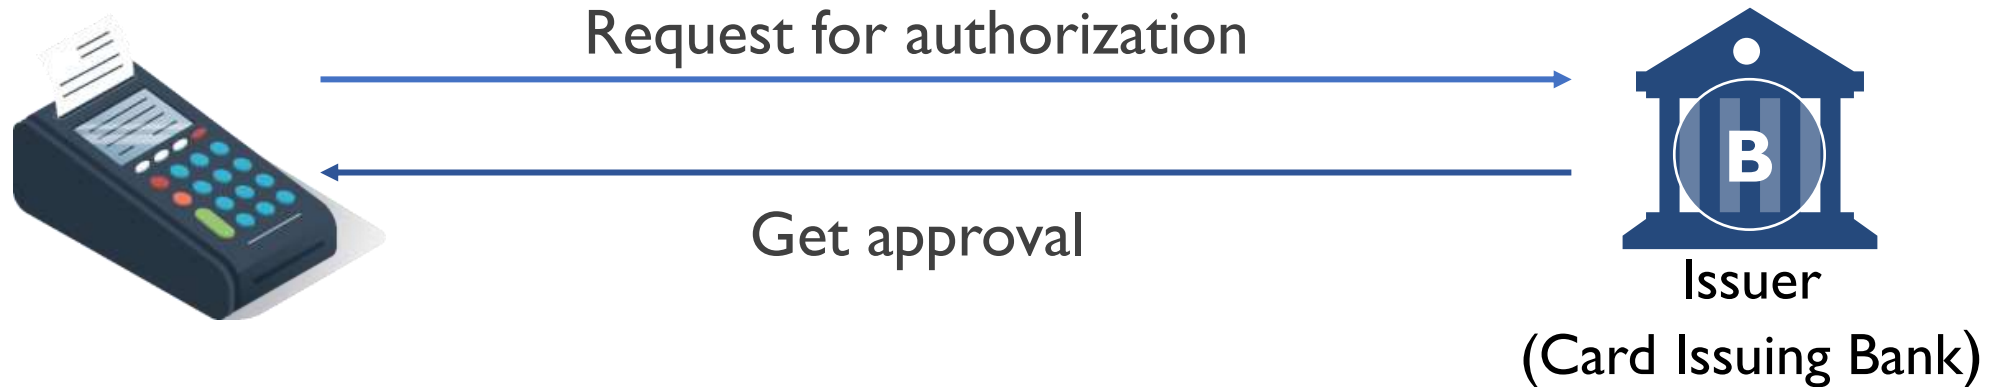 Request for authorization
B
Get approval
Issuer
(Card Issuing Bank)